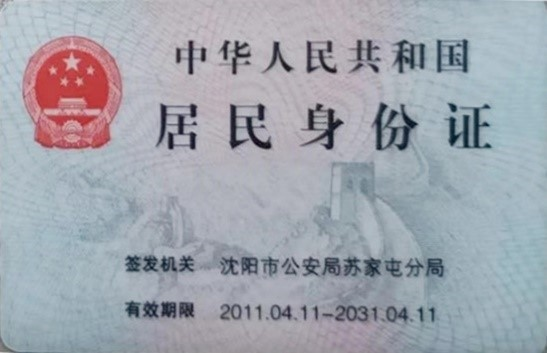 中华人民共和国
居民身份证
签发机关 沈阳市公安局苏家屯分局
有效期限 2011.04.11-2031.04.11